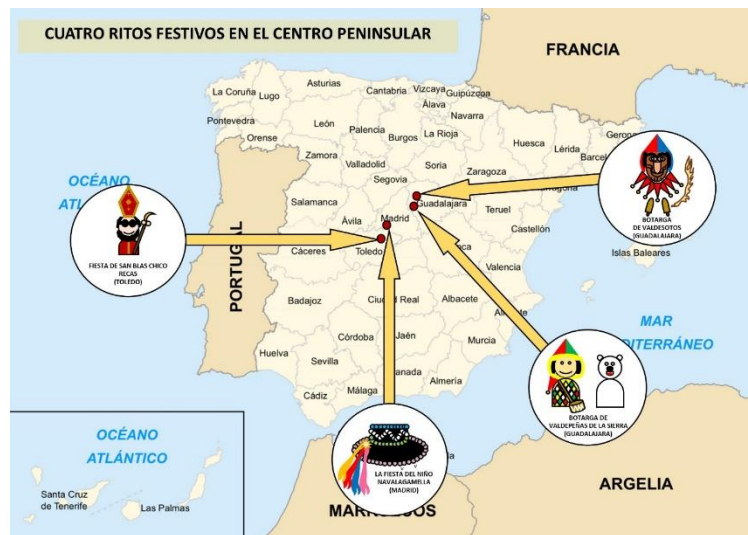 CUATRO RITOS FESTIVOS EN EL CENTRO PENINSULAR
FRANCIA
La Coruña
Lugo
Asturias
Cantabria
Vizcaya
Guipúzcoa
Álava
Navarra
Pontevedra
Orense
León
Palencia
Burgos
La Rioja
Huesca
Lérida
Gerona
Zamora
Valladolid
Soria
Zaragoza
Segovia
Salamanca
Ávila
Madrid
Guadalajara
Teruel
Castellón
OCÉANO
FIESTA DE SAN BLAS CHICO
RECAS
(TOLEDO)
BOTARGA
DE VALDESOTOS
(GUADALAJARA)
Islas Baleares
PORTUGAL
Cáceres
Toledo
Valencia
Badajoz
Ciudad Real
Albacete
Córdoba
Jaén
Murcia
Huelva
Sevilla
Almería
Cádiz
Málaga
MAR
BOTARGA DE
VALDEPEÑAS DE LA SIERRA
(GUADALAJARA)
LA FIESTA DEL NIÑO
NAVALAGAMELLA
(MADRID)
ARGELIA
OCÉANO
ATLÁNTICO
Santa Cruz
de Tenerife
Las Palmas